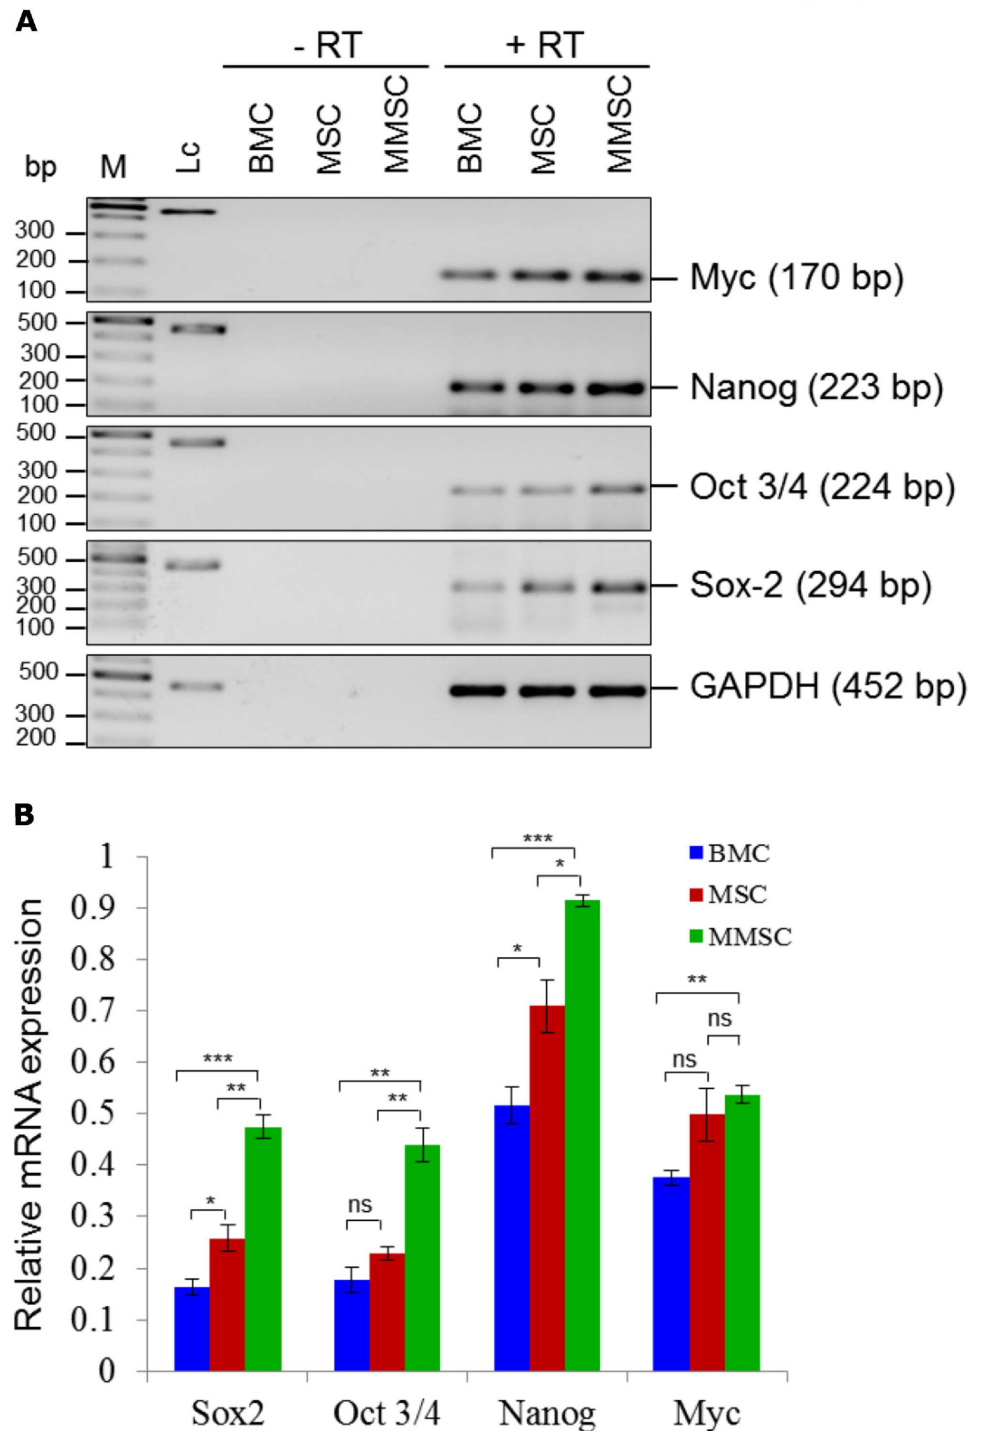 A
- RT + RT
bp M Lc BMC MSC MMSC BMC MSC MMSC
300
200
100
Myc (170 bp)
500
300
200
100
Nanog (223 bp)
500
300
200
100
Oct 3/4 (224 bp)
500
300
200
100
Sox-2 (294 bp)
500
300
200
GAPDH (452 bp)
B
Relative mRNA expression
1
0.9
0.8
0.7
0.6
0.5
0.4
0.3
0.2
0.1
0
*** ** *
** ** ns
*** * *
** ns ns
BMC
MSC
MMSC
Sox2 Oct 3/4 Nanog Myc